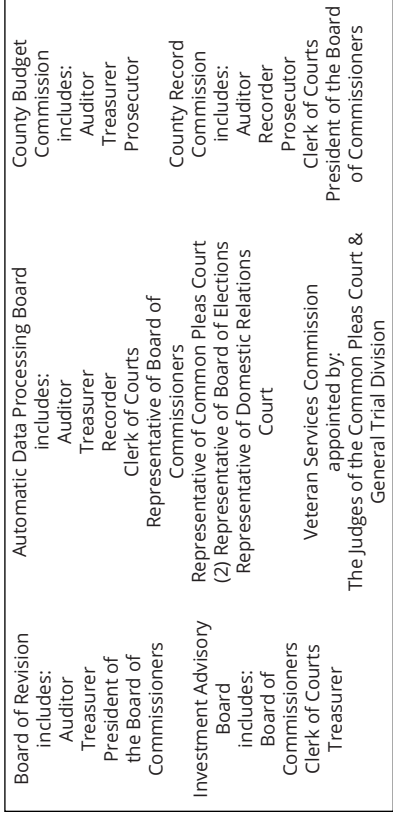 Board of Revision
includes:
Auditor
Treasurer
President of
the Board of
Commissioners
Investment Advisory
Board
includes:
Board of
Commissioners
Clerk of Courts
Treasurer
Automatic Data Processing Board
includes:
Auditor
Treasurer
Recorder
Clerk of Courts
Representative of Board of
Commissioners
Representative of Common Pleas Court
(2) Representative of Board of Elections
Representative of Domestic Relations
Court
Veteran Services Commission
appointed by:
The Judges of the Common Pleas Court &
General Trial Division
County Budget
Commission
includes:
Auditor
Treasurer
Prosecutor
County Record
Commission
includes:
Auditor
Recorder
Prosecutor
Clerk of Courts
President of the Board
of Commissioners